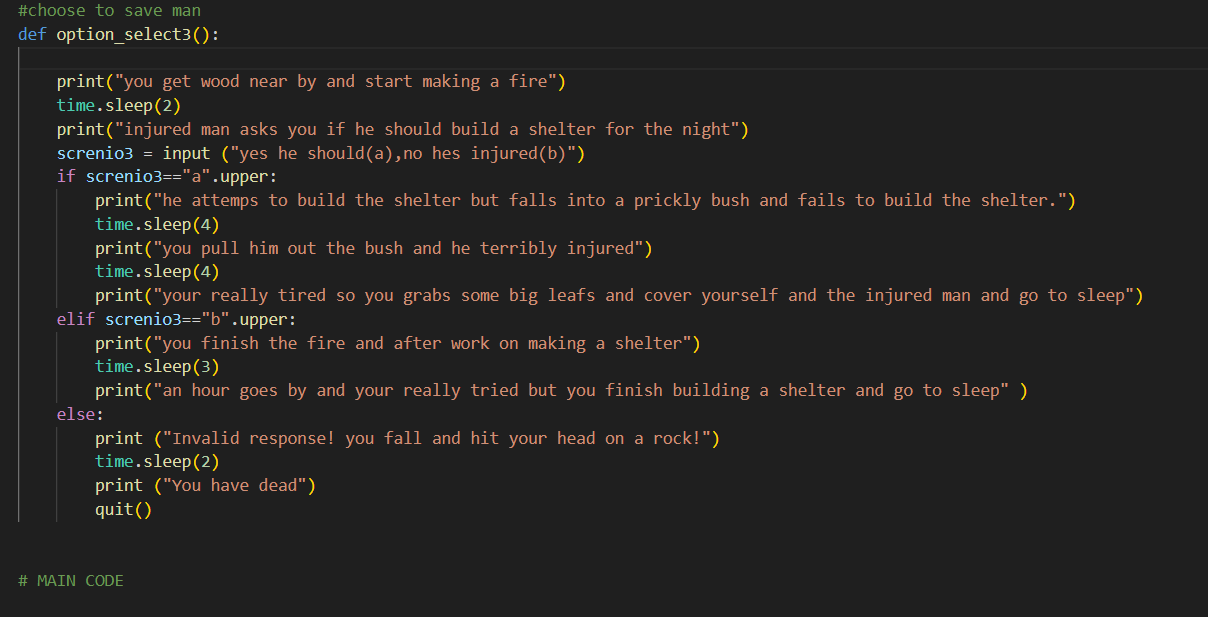 #choose to save man
def option_select3():
print("you get wood near by and start making a fire")
time.sleep(2)
print("injured man asks you if he should build a shelter for the night")
screnio3 = input ("yes he should(a),no hes injured(b)")
if screnio3=="a".upper:
print("he attemps to build the shelter but falls into a prickly bush and fails to build the shelter.")
time.sleep(4)
print("you pull him out the bush and he terribly injured")
time.sleep(4)
print("your really tired so you grabs some big leafs and cover yourself and the injured man and go to sleep")
elif screnio3=="b".upper:
print("you finish the fire and after work on making a shelter")
time.sleep(3)
print("an hour goes by and your really tried but you finish building a shelter and go to sleep" )
else:
print ("Invalid response! you fall and hit your head on a rock!")
time.sleep(2)
print ("You have dead")
quit()
# MAIN CODE